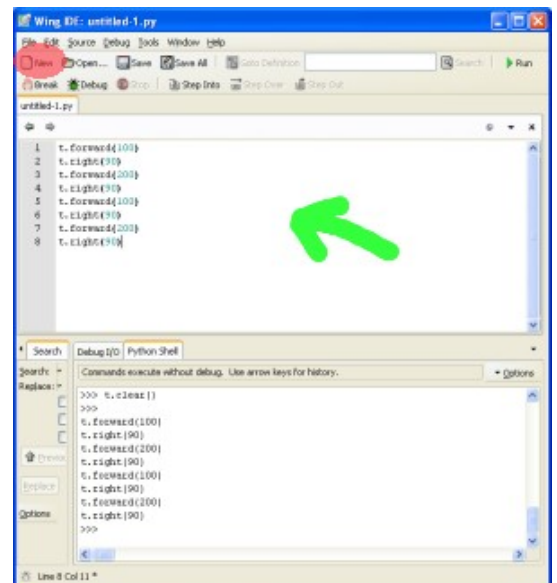 Wing IDE: untitled-1.py
File Edit Source Debug Tools Window Help
New Open... Save Save All Goto Definition Search Run
Break Debug Stop Step Into Step Over Step Out
untitled-1.py
1 t.forward(100)
2 t.right(90)
3 t.forward(200)
4 t.right(90)
5 t.forward(100)
6 t.right(90)
7 t.forward(200)
8 t.right(90)
Search Debug I/O Python Shell
Search: Commands execute without debug. Use arrow keys for history. Options
Replace:
>>> t.clear()
>>>
t.forward(100)
t.right(90)
t.forward(200)
t.right(90)
t.forward(100)
t.right(90)
t.forward(200)
t.right(90)
>>>
Replace
Options
Line 8 Col 11 *